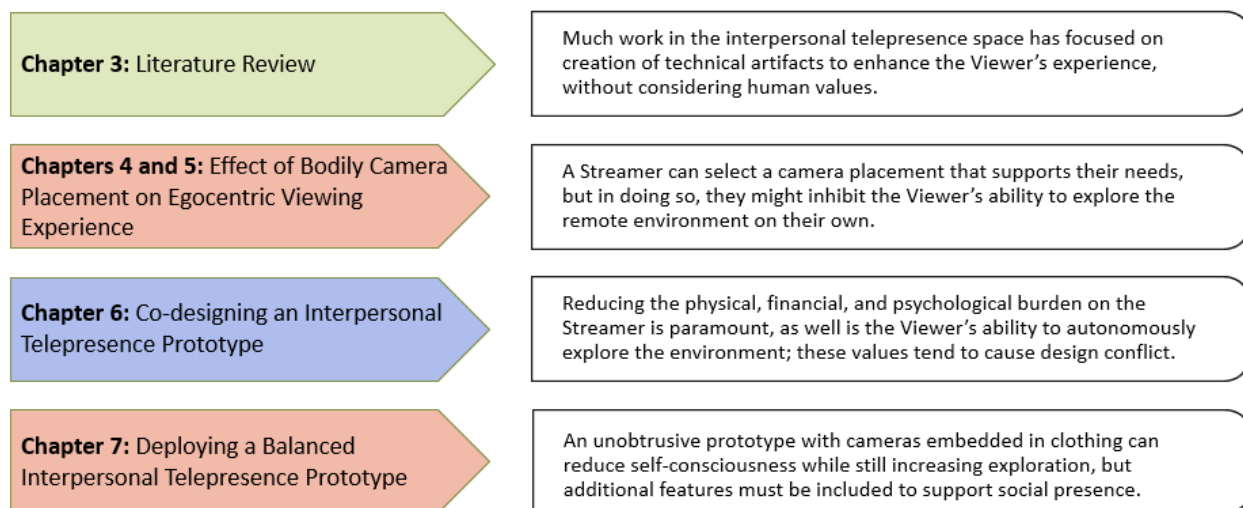 Chapter 3: Literature Review
Much work in the interpersonal telepresence space has focused on
creation of technical artifacts to enhance the Viewer's experience,
without considering human values.
Chapters 4 and 5: Effect of Bodily Camera
Placement on Egocentric Viewing
Experience
A Streamer can select a camera placement that supports their needs,
but in doing so, they might inhibit the Viewer's ability to explore the
remote environment on their own.
Chapter 6: Co-designing an Interpersonal
Telepresence Prototype
Reducing the physical, financial, and psychological burden on the
Streamer is paramount, as well is the Viewer's ability to autonomously
explore the environment; these values tend to cause design conflict.
Chapter 7: Deploying a Balanced
Interpersonal Telepresence Prototype
An unobtrusive prototype with cameras embedded in clothing can
reduce self-consciousness while still increasing exploration, but
additional features must be included to support social presence.